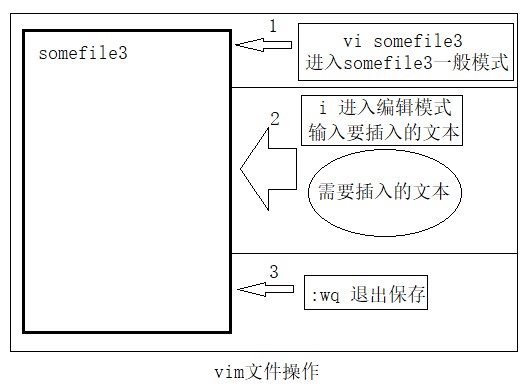 somefile3
1
vi somefile3
进入somefile3一般模式
2
i 进入编辑模式
输入要插入的文本
需要插入的文本
3
:wq 退出保存
vim文件操作